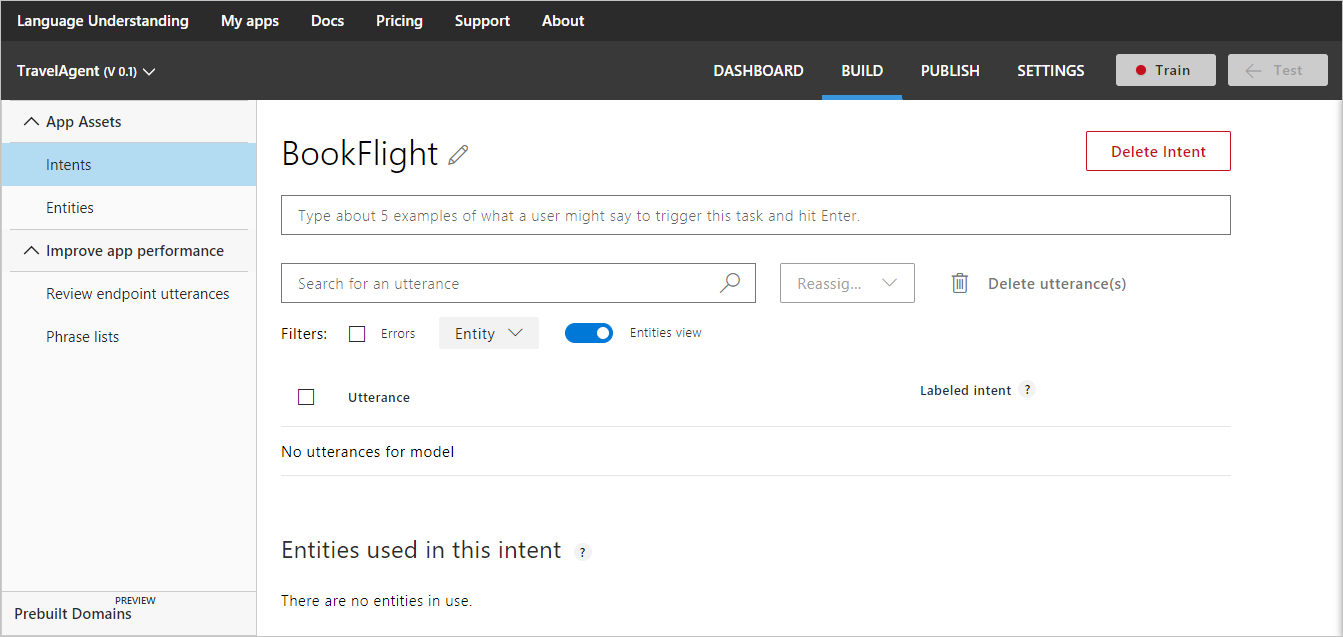 Language Understanding My apps Docs Pricing Support About
TravelAgent (V 0.1) DASHBOARD BUILD PUBLISH SETTINGS Train Test
App Assets
Intents
Entities
Improve app performance
Review endpoint utterances
Phrase lists
PREVIEW
Prebuilt Domains
BookFlight Delete Intent
Type about 5 examples of what a user might say to trigger this task and hit Enter.
Search for an utterance Reassig... Delete utterance(s)
Filters: Errors Entity Entities view
Utterance Labeled intent ?
No utterances for model
Entities used in this intent ?
There are no entities in use.